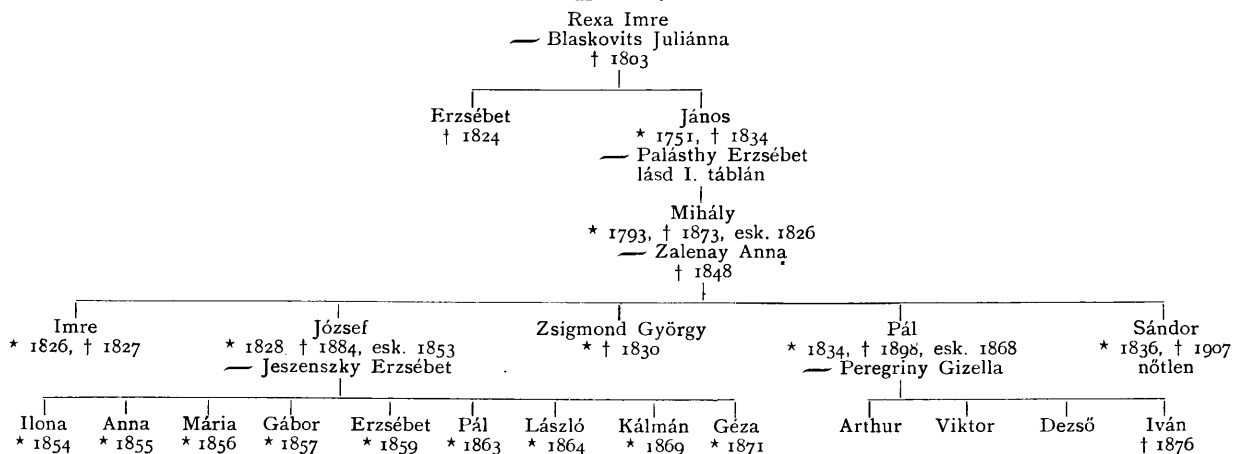 Rexa Imre
— Blaskovits Juliánna
† 1803
Erzsébet
† 1824
János
* 1751, † 1834
— Palásthy Erzsébet
lásd I. táblán
Mihály
* 1793, † 1873, esk. 1826
— Zalenay Anna
† 1848
Imre
* 1826, † 1827
József
* 1828 † 1884, esk. 1853
— Jeszenszky Erzsébet
Zsigmond György
* † 1830
Pál
* 1834, † 1898, esk. 1868
— Peregriny Gizella
Sándor
* 1836, † 1907
nőtlen
Ilona
* 1854
Anna
* 1855
Mária
* 1856
Gábor
* 1857
Erzsébet
* 1859
Pál
* 1863
László
* 1864
Kálmán
* 1869
Géza
* 1871
Arthur
Viktor
Dezső
Iván
† 1876